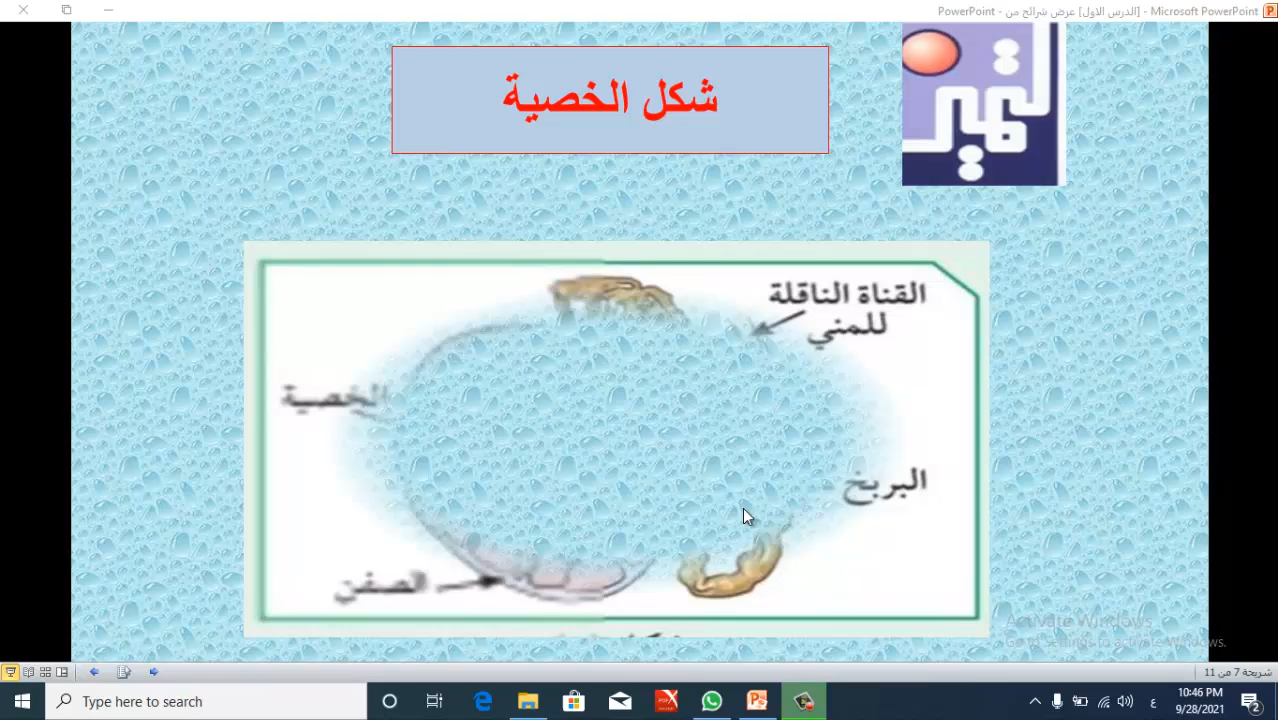 PowerPoint - [الدرس الاول] عرض شرائح من - Microsoft PowerPoint
شكل الخصية
التميز
القناة الناقلة
للمني
الخصية
البربخ
الصفن
Activate Windows
Go to Settings to activate Windows.
شريحة 7 من 11
Type here to search
ع
10:46 PM
9/28/2021
2